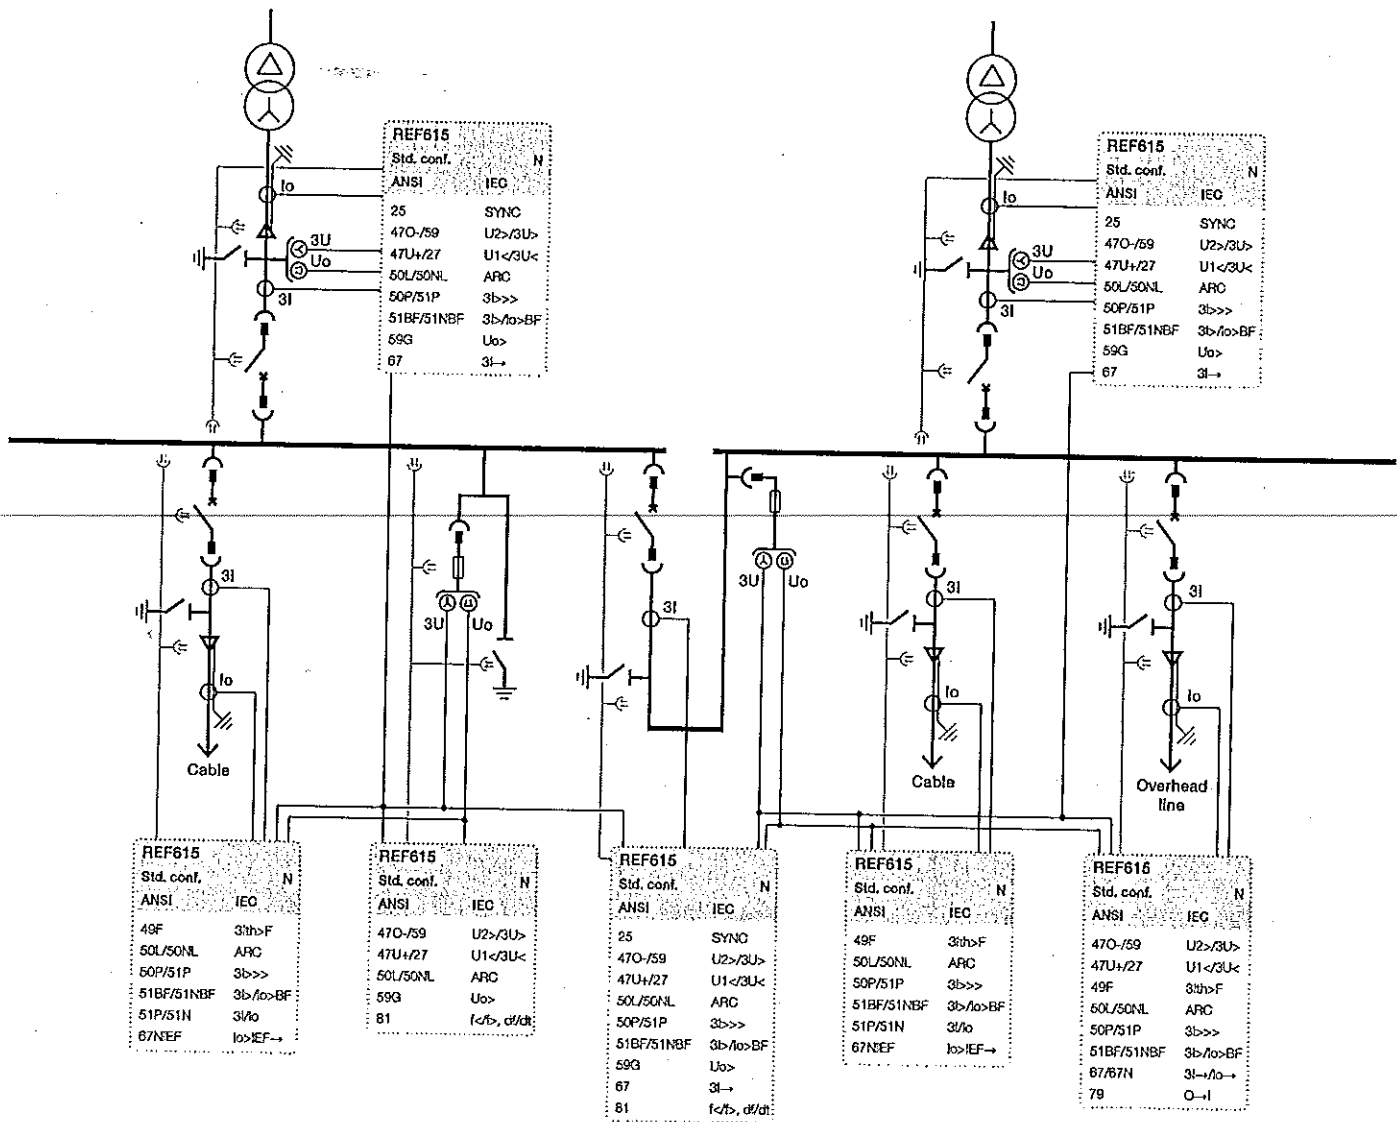 REF615
Std. conf. N
ANSI IEC
25 SYNC
47O-/59 U2>/3U>
47U+/27 U1</3U<
50L/50NL ARC
50P/51P 3I>>>
51BF/51NBF 3I>/Io>BF
59G Uo>
67 3I→
Io
3U
Uo
3I
REF615
Std. conf. N
ANSI IEC
25 SYNC
47O-/59 U2>/3U>
47U+/27 U1</3U<
50L/50NL ARC
50P/51P 3I>>>
51BF/51NBF 3I>/Io>BF
59G Uo>
67 3I→
Io
3U
Uo
3I
3I
Io
Cable
3U Uo
3I
3U Uo
3I
Io
Cable
3I
Io
Overhead
line
REF615
Std. conf. N
ANSI IEC
49F 3Ith>F
50L/50NL ARC
50P/51P 3I>>>
51BF/51NBF 3I>/Io>BF
51P/51N 3I/Io
67NIEF Io>IEF→
REF615
Std. conf. N
ANSI IEC
47O-/59 U2>/3U>
47U+/27 U1</3U<
50L/50NL ARC
59G Uo>
81 f</f>, df/dt
REF615
Std. conf. N
ANSI IEC
25 SYNC
47O-/59 U2>/3U>
47U+/27 U1</3U<
50L/50NL ARC
50P/51P 3I>>>
51BF/51NBF 3I>/Io>BF
59G Uo>
67 3I→
81 f</f>, df/dt
REF615
Std. conf. N
ANSI IEC
49F 3Ith>F
50L/50NL ARC
50P/51P 3I>>>
51BF/51NBF 3I>/Io>BF
51P/51N 3I/Io
67NIEF Io>IEF→
REF615
Std. conf. N
ANSI IEC
47O-/59 U2>/3U>
47U+/27 U1</3U<
49F 3Ith>F
50L/50NL ARC
50P/51P 3I>>>
51BF/51NBF 3I>/Io>BF
67/67N 3I→/Io→
79 O→I